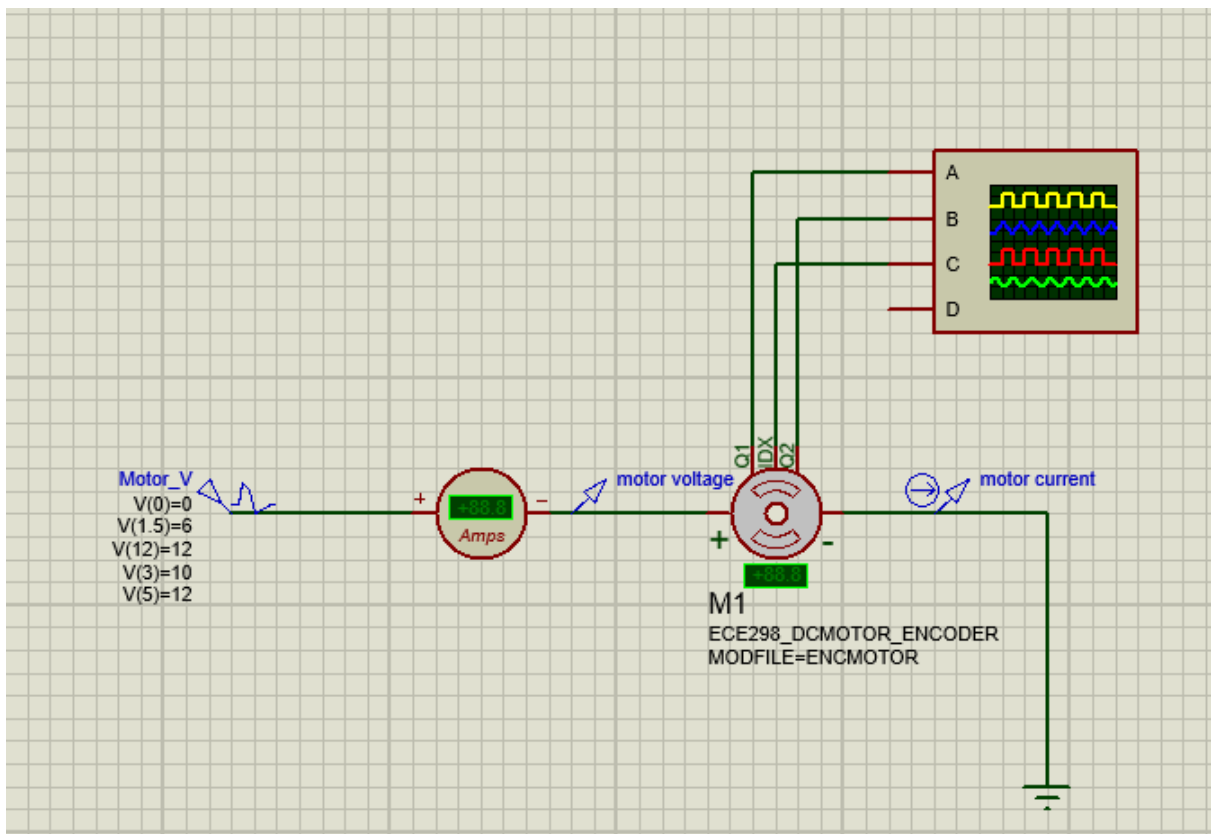 A
B
C
D
Q1
IDX
Q2
Motor_V
V(0)=0
V(1.5)=6
V(12)=12
V(3)=10
V(5)=12
+
+88.8
Amps
−
motor voltage
motor current
+
-
+88.8
M1
ECE298_DCMOTOR_ENCODER
MODFILE=ENCMOTOR